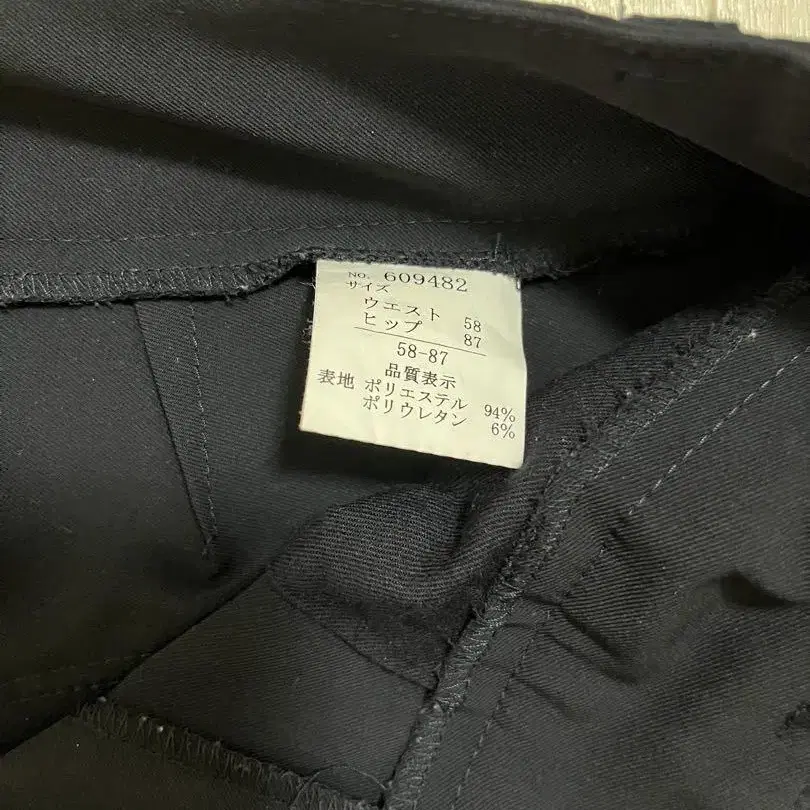 NO. 609482
サイズ
ウエスト 58
ヒップ 87
58-87
品質表示
表地 ポリエステル 94%
ポリウレタン 6%